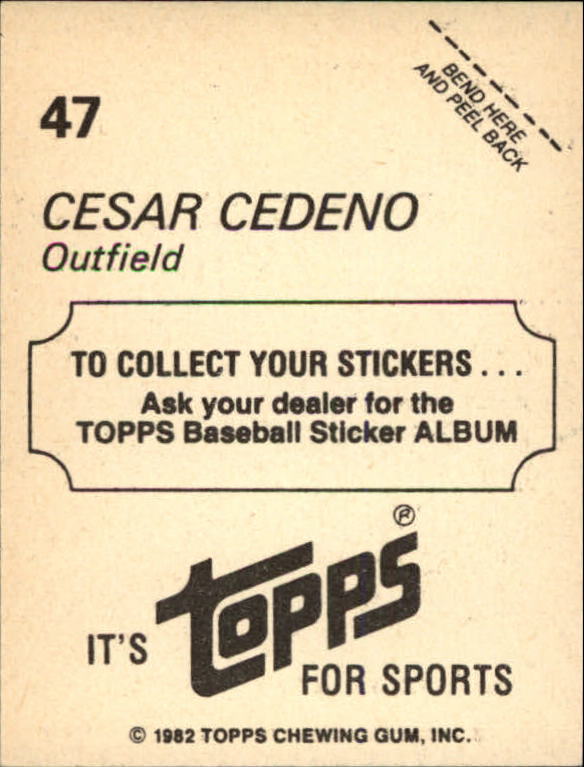 47
BEND HERE
AND PEEL BACK
CESAR CEDENO
Outfield
TO COLLECT YOUR STICKERS...
Ask your dealer for the
TOPPS Baseball Sticker ALBUM
IT'S TOPPS® FOR SPORTS
© 1982 TOPPS CHEWING GUM, INC.